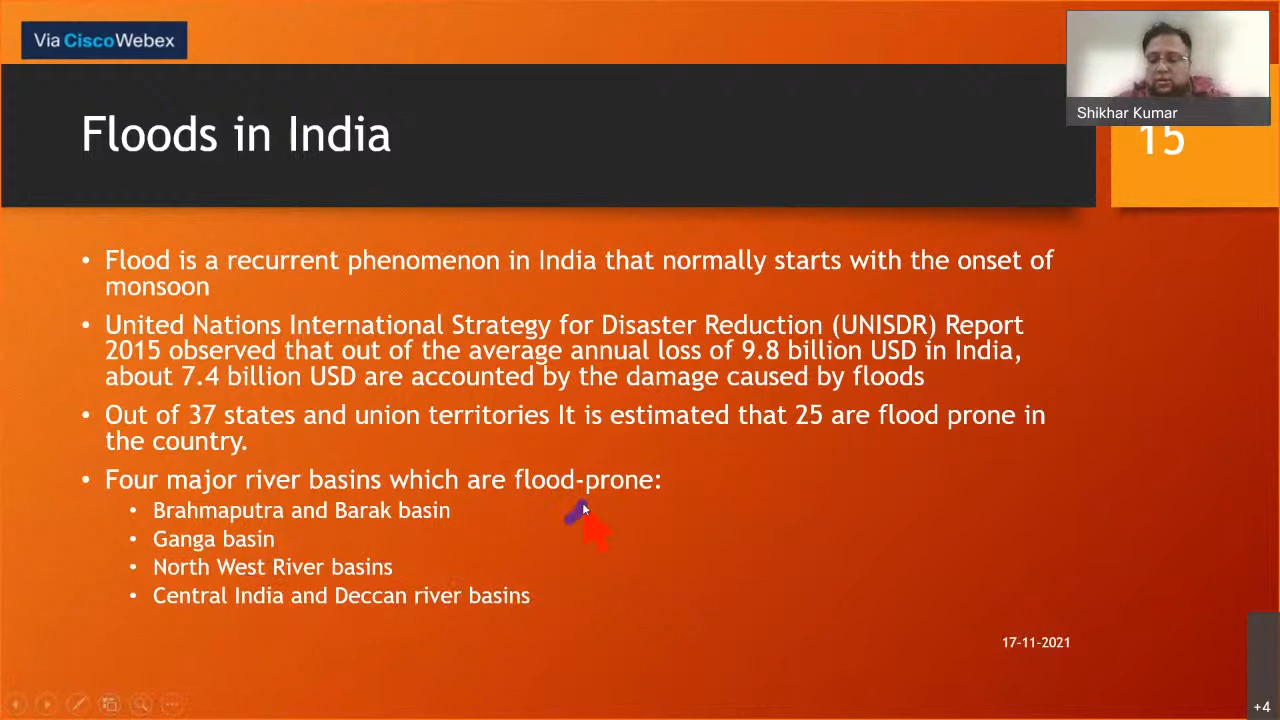 Via CiscoWebex
Shikhar Kumar
Floods in India
15
• Flood is a recurrent phenomenon in India that normally starts with the onset of
monsoon
• United Nations International Strategy for Disaster Reduction (UNISDR) Report
2015 observed that out of the average annual loss of 9.8 billion USD in India,
about 7.4 billion USD are accounted by the damage caused by floods
• Out of 37 states and union territories It is estimated that 25 are flood prone in
the country.
• Four major river basins which are flood-prone:
• Brahmaputra and Barak basin
• Ganga basin
• North West River basins
• Central India and Deccan river basins
17-11-2021
+4